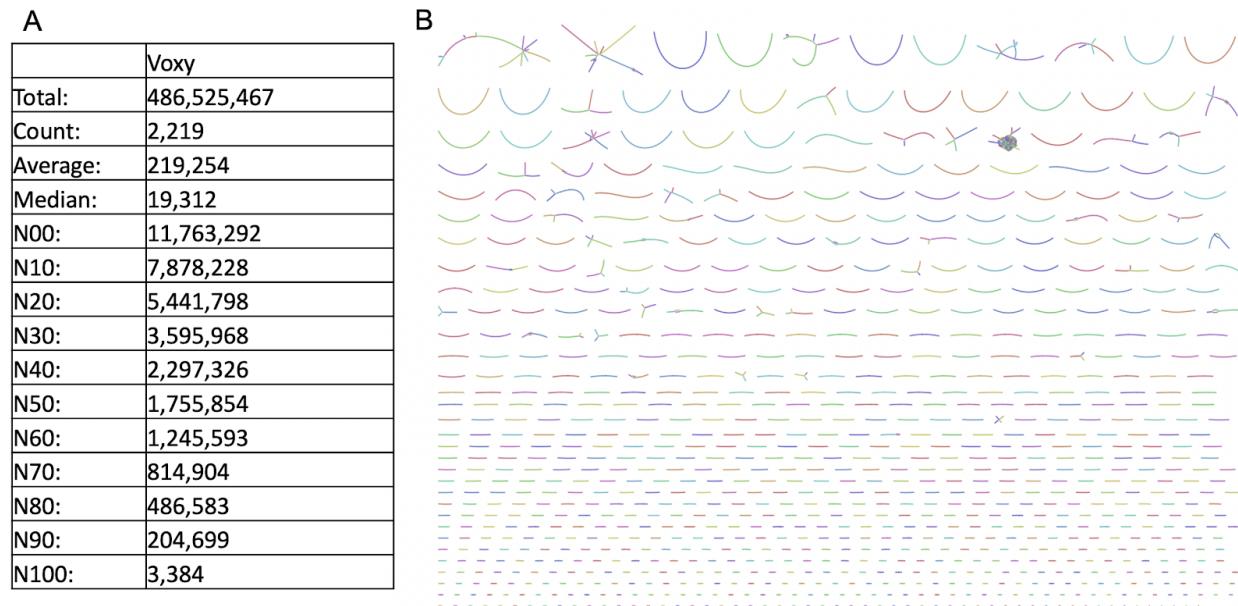 A
B
Voxy
Total: 486,525,467
Count: 2,219
Average: 219,254
Median: 19,312
N00: 11,763,292
N10: 7,878,228
N20: 5,441,798
N30: 3,595,968
N40: 2,297,326
N50: 1,755,854
N60: 1,245,593
N70: 814,904
N80: 486,583
N90: 204,699
N100: 3,384